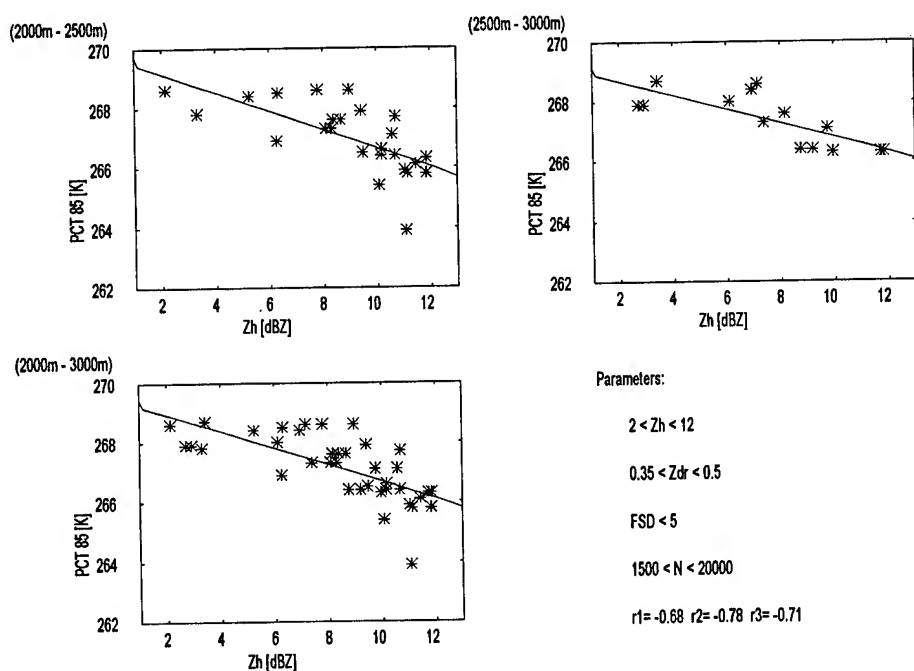 (2000m - 2500m)
270
268
266
264
262
PCT 85 [K]
2 4 .6 8 10 12
Zh [dBZ]
(2500m - 3000m)
270
268
266
264
262
PCT 85 [K]
2 4 6 8 10 12
Zh [dBZ]
(2000m - 3000m)
270
268
266
264
262
PCT 85 [K]
2 4 6 8 10 12
Zh [dBZ]
Parameters:
2 < Zh < 12
0.35 < Zdr < 0.5
FSD < 5
1500 < N < 20000
r1= -0.68 r2= -0.78 r3= -0.71